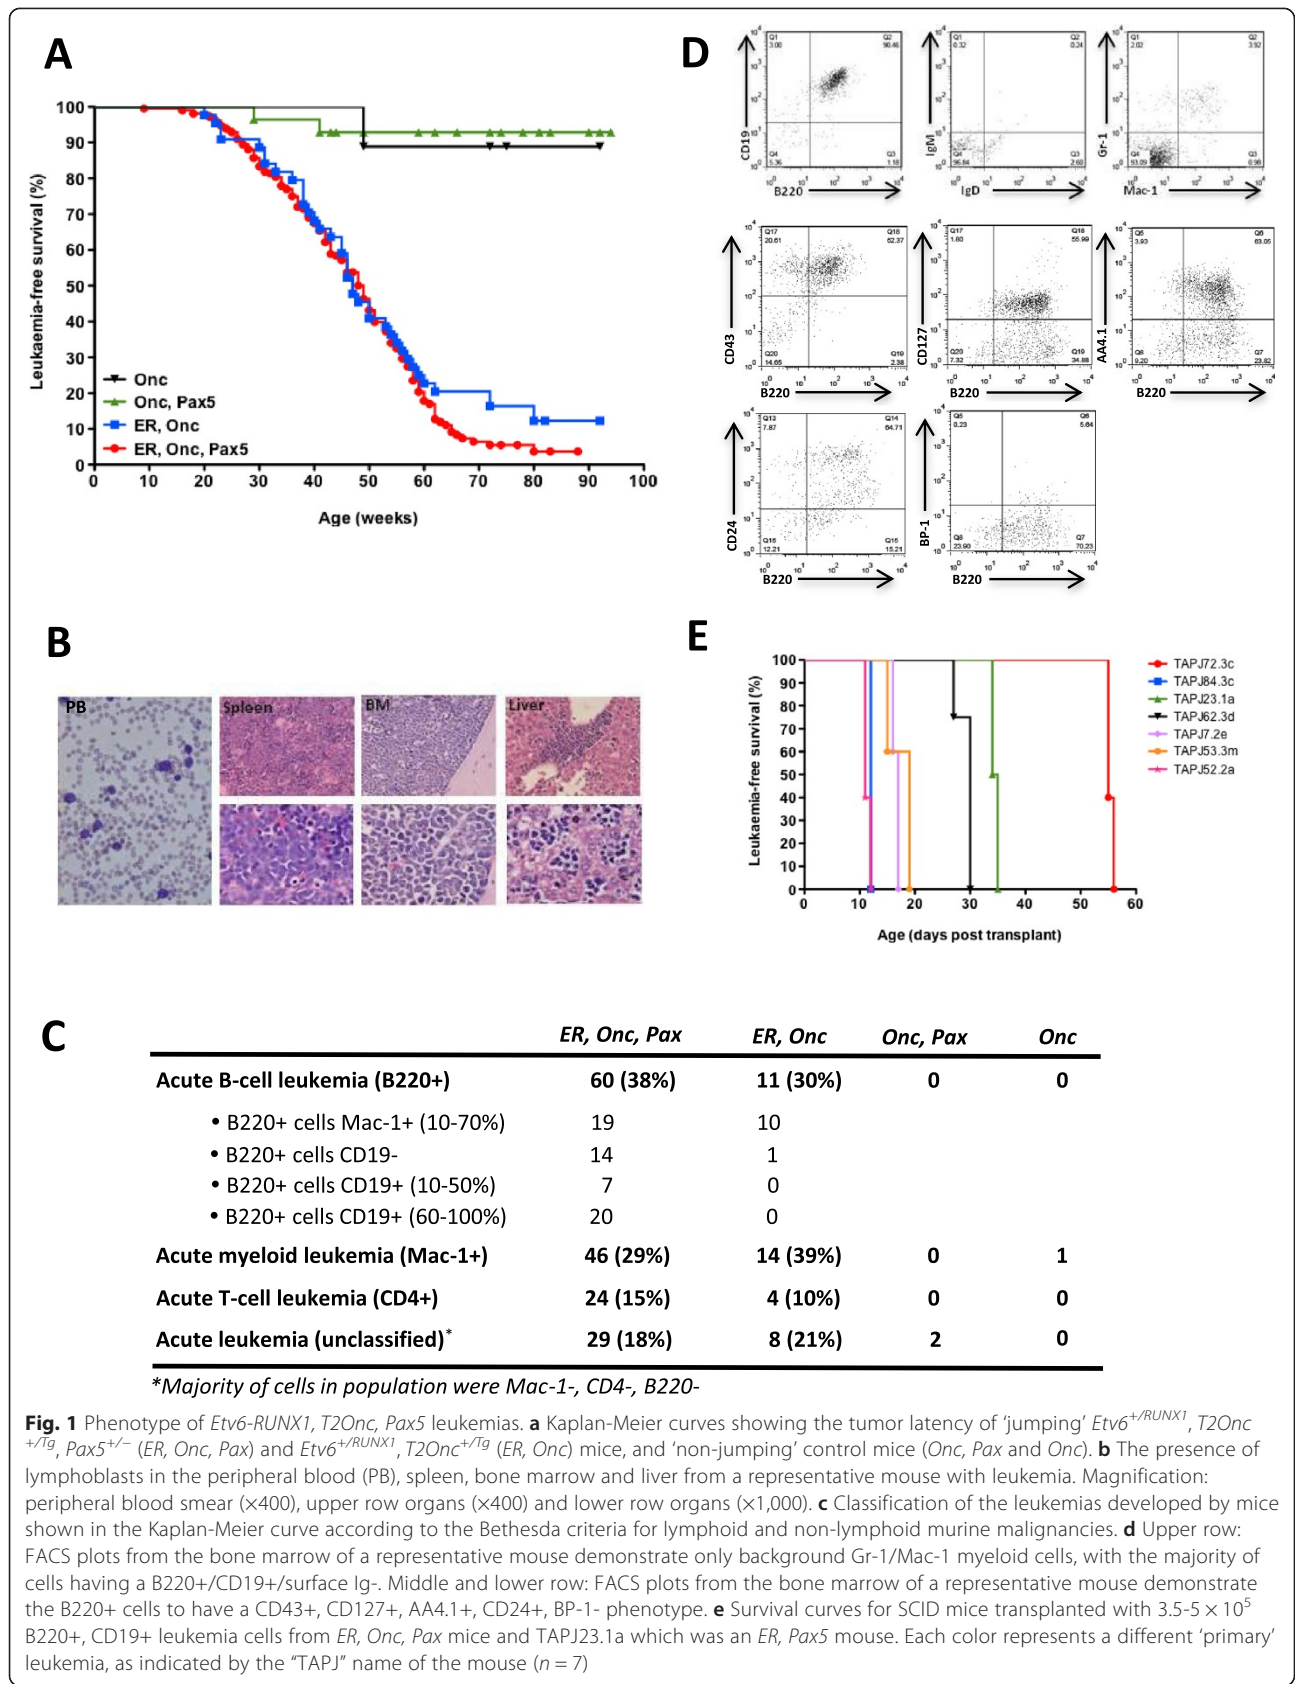 A
100
90
80
70
60
50
40
30
20
10
0
Leukaemia-free survival (%)
Onc
Onc, Pax5
ER, Onc
ER, Onc, Pax5
0 10 20 30 40 50 60 70 80 90 100
Age (weeks)
B
PB
Spleen
BM
Liver
D
CD19
B220
IgM
IgD
Gr-1
Mac-1
CD43
B220
CD127
B220
AA4.1
B220
CD24
B220
BP-1
B220
E
100
90
80
70
60
50
40
30
20
10
0
Leukaemia-free survival (%)
0 10 20 30 40 50 60
Age (days post transplant)
TAPJ72.3c
TAPJ84.3c
TAPJ23.1a
TAPJ62.3d
TAPJ7.2e
TAPJ53.3m
TAPJ52.2a
C
ER, Onc, Pax ER, Onc Onc, Pax Onc
Acute B-cell leukemia (B220+) 60 (38%) 11 (30%) 0 0
• B220+ cells Mac-1+ (10-70%) 19 10
• B220+ cells CD19- 14 1
• B220+ cells CD19+ (10-50%) 7 0
• B220+ cells CD19+ (60-100%) 20 0
Acute myeloid leukemia (Mac-1+) 46 (29%) 14 (39%) 0 1
Acute T-cell leukemia (CD4+) 24 (15%) 4 (10%) 0 0
Acute leukemia (unclassified)* 29 (18%) 8 (21%) 2 0
*Majority of cells in population were Mac-1-, CD4-, B220-
Fig. 1 Phenotype of Etv6-RUNX1, T2Onc, Pax5 leukemias. a Kaplan-Meier curves showing the tumor latency of ‘jumping’ Etv6+/RUNX1, T2Onc
+/Tg, Pax5+/− (ER, Onc, Pax) and Etv6+/RUNX1, T2Onc+/Tg (ER, Onc) mice, and ‘non-jumping’ control mice (Onc, Pax and Onc). b The presence of
lymphoblasts in the peripheral blood (PB), spleen, bone marrow and liver from a representative mouse with leukemia. Magnification:
peripheral blood smear (×400), upper row organs (×400) and lower row organs (×1,000). c Classification of the leukemias developed by mice
shown in the Kaplan-Meier curve according to the Bethesda criteria for lymphoid and non-lymphoid murine malignancies. d Upper row:
FACS plots from the bone marrow of a representative mouse demonstrate only background Gr-1/Mac-1 myeloid cells, with the majority of
cells having a B220+/CD19+/surface Ig-. Middle and lower row: FACS plots from the bone marrow of a representative mouse demonstrate
the B220+ cells to have a CD43+, CD127+, AA4.1+, CD24+, BP-1- phenotype. e Survival curves for SCID mice transplanted with 3.5-5 × 10⁵
B220+, CD19+ leukemia cells from ER, Onc, Pax mice and TAPJ23.1a which was an ER, Pax5 mouse. Each color represents a different ‘primary’
leukemia, as indicated by the “TAPJ” name of the mouse (n = 7)